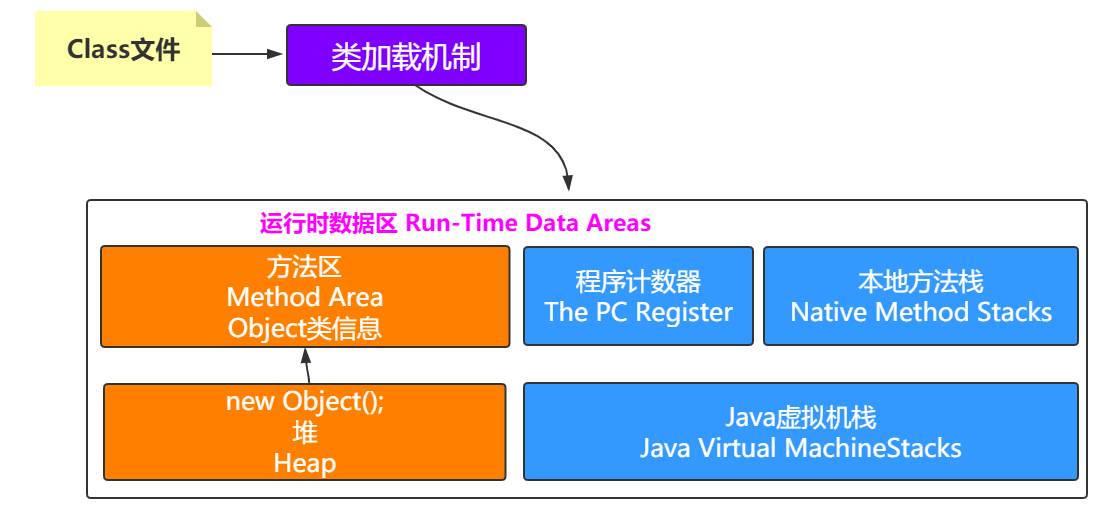 Class文件
类加载机制
运行时数据区 Run-Time Data Areas
方法区
Method Area
Object类信息
程序计数器
The PC Register
本地方法栈
Native Method Stacks
new Object();
堆
Heap
Java虚拟机栈
Java Virtual MachineStacks